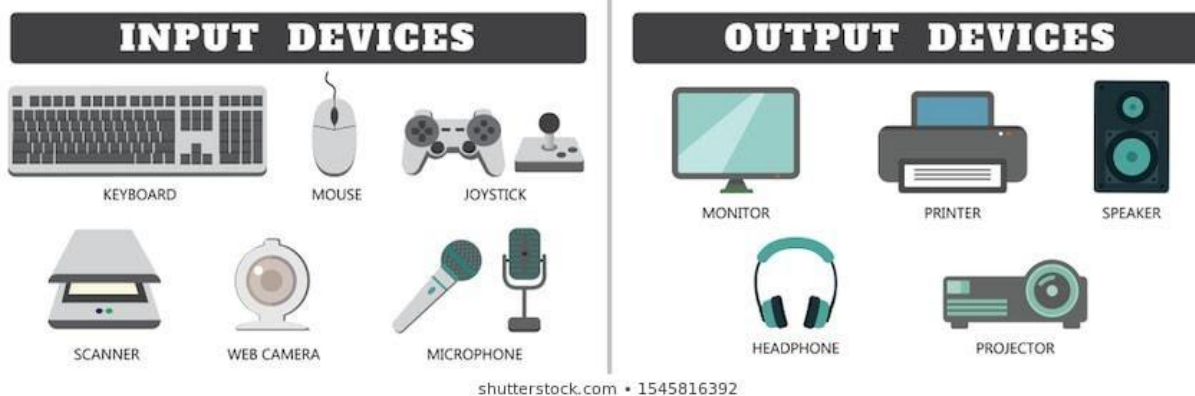 INPUT DEVICES
KEYBOARD
MOUSE
JOYSTICK
SCANNER
WEB CAMERA
MICROPHONE
OUTPUT DEVICES
MONITOR
PRINTER
SPEAKER
HEADPHONE
PROJECTOR
shutterstock.com • 1545816392